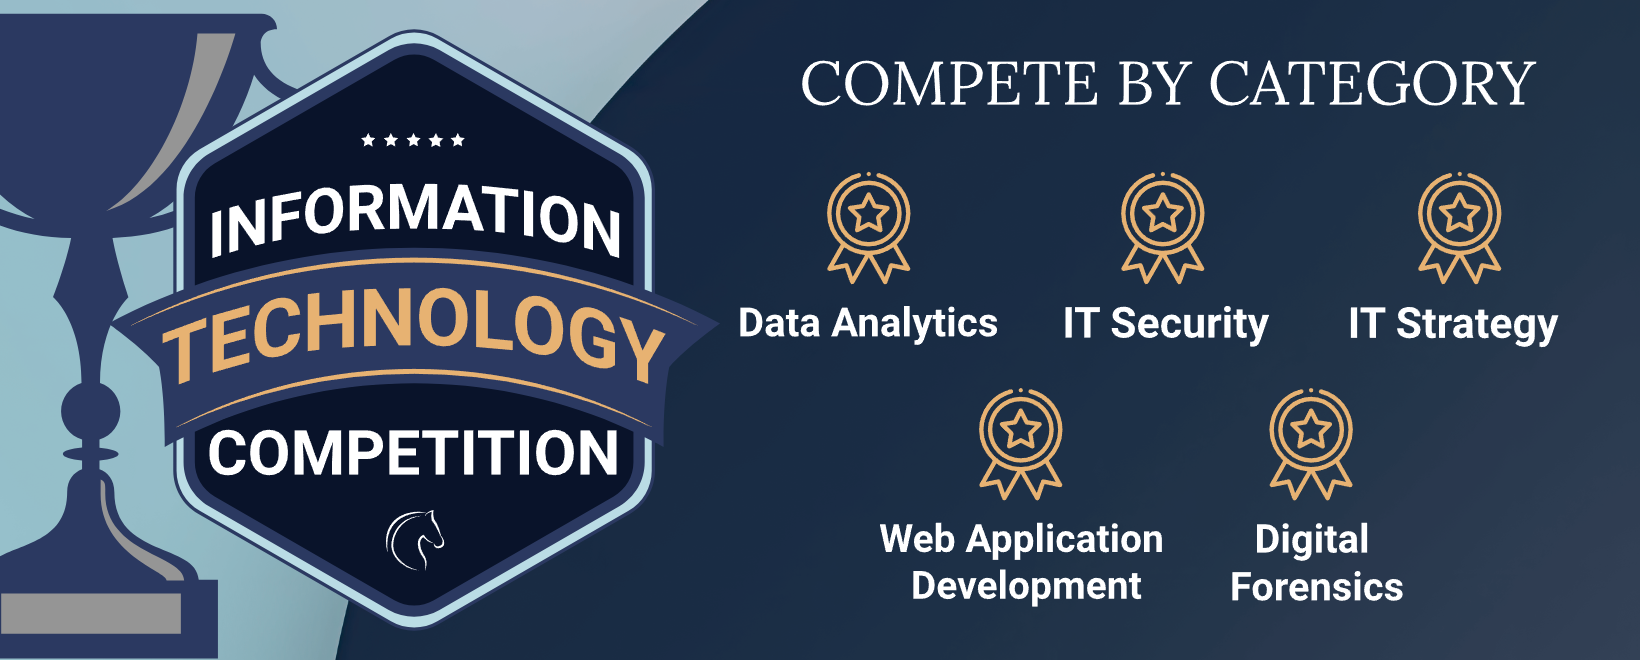 INFORMATION
TECHNOLOGY
COMPETITION
COMPETE BY CATEGORY
Data Analytics
IT Security
IT Strategy
Web Application
Development
Digital
Forensics